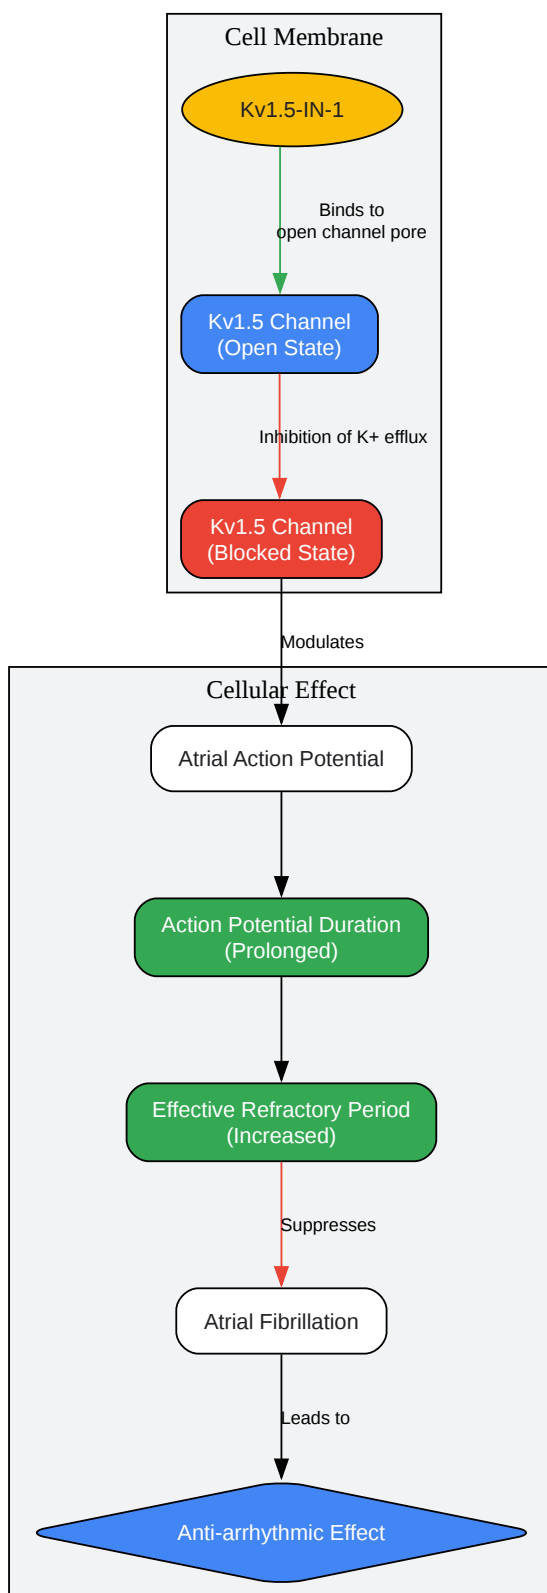 Cell Membrane
Kv1.5-IN-1
Binds to
open channel pore
Kv1.5 Channel
(Open State)
Inhibition of K+ efflux
Kv1.5 Channel
(Blocked State)
Modulates
Cellular Effect
Atrial Action Potential
Action Potential Duration
(Prolonged)
Effective Refractory Period
(Increased)
Suppresses
Atrial Fibrillation
Leads to
Anti-arrhythmic Effect